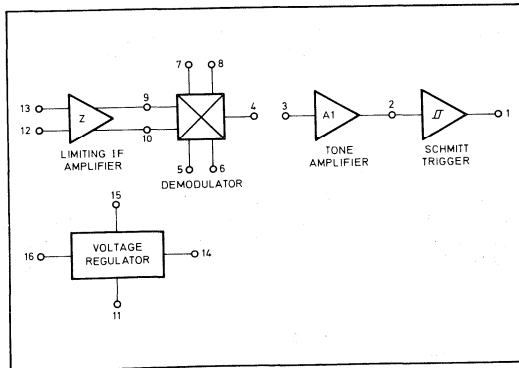 7 8
13 Z 9 4 3 A1 2 1
12 10
LIMITING IF
AMPLIFIER
5 6
DEMODULATOR
TONE
AMPLIFIER
SCHMITT
TRIGGER
15
16 VOLTAGE
REGULATOR 14
11